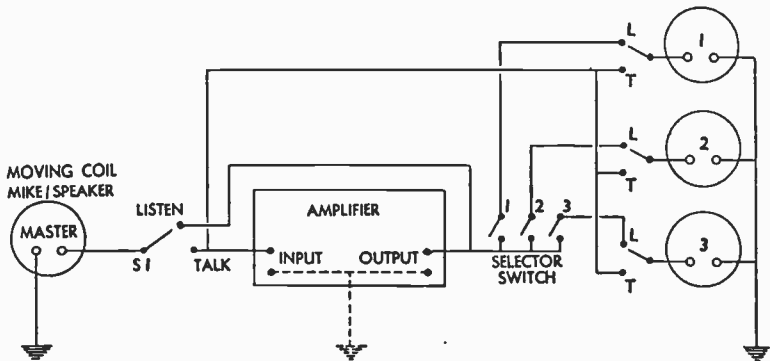 MOVING COIL
MIKE/SPEAKER
MASTER
LISTEN
S1
TALK
AMPLIFIER
INPUT
OUTPUT
1 2 3
SELECTOR
SWITCH
L
1
T
L
2
T
L
3
T